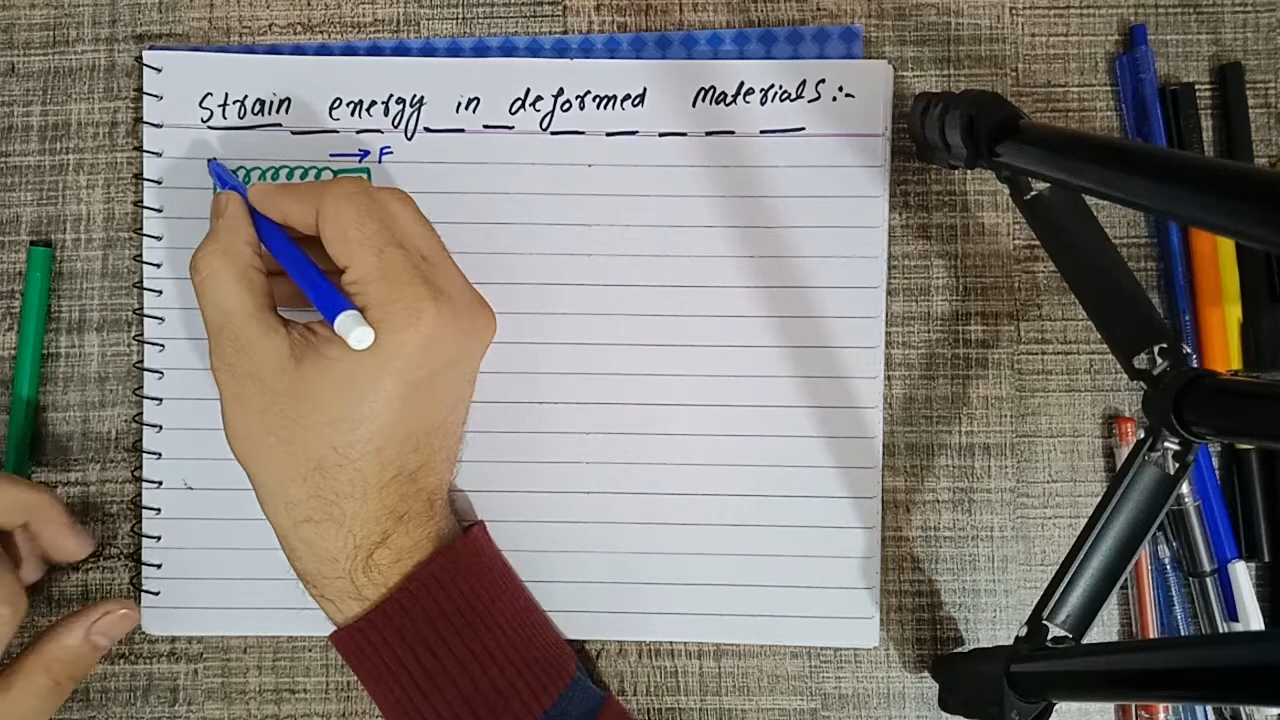 Strain energy in deformed materials :-
F